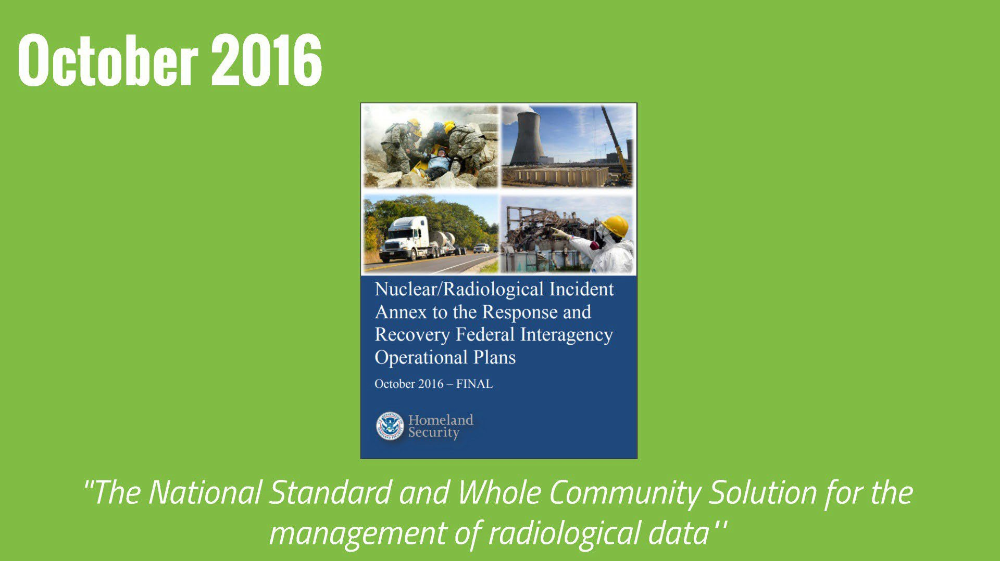 October 2016
Nuclear/Radiological Incident
Annex to the Response and
Recovery Federal Interagency
Operational Plans
October 2016 – FINAL
Homeland
Security
"The National Standard and Whole Community Solution for the
management of radiological data"